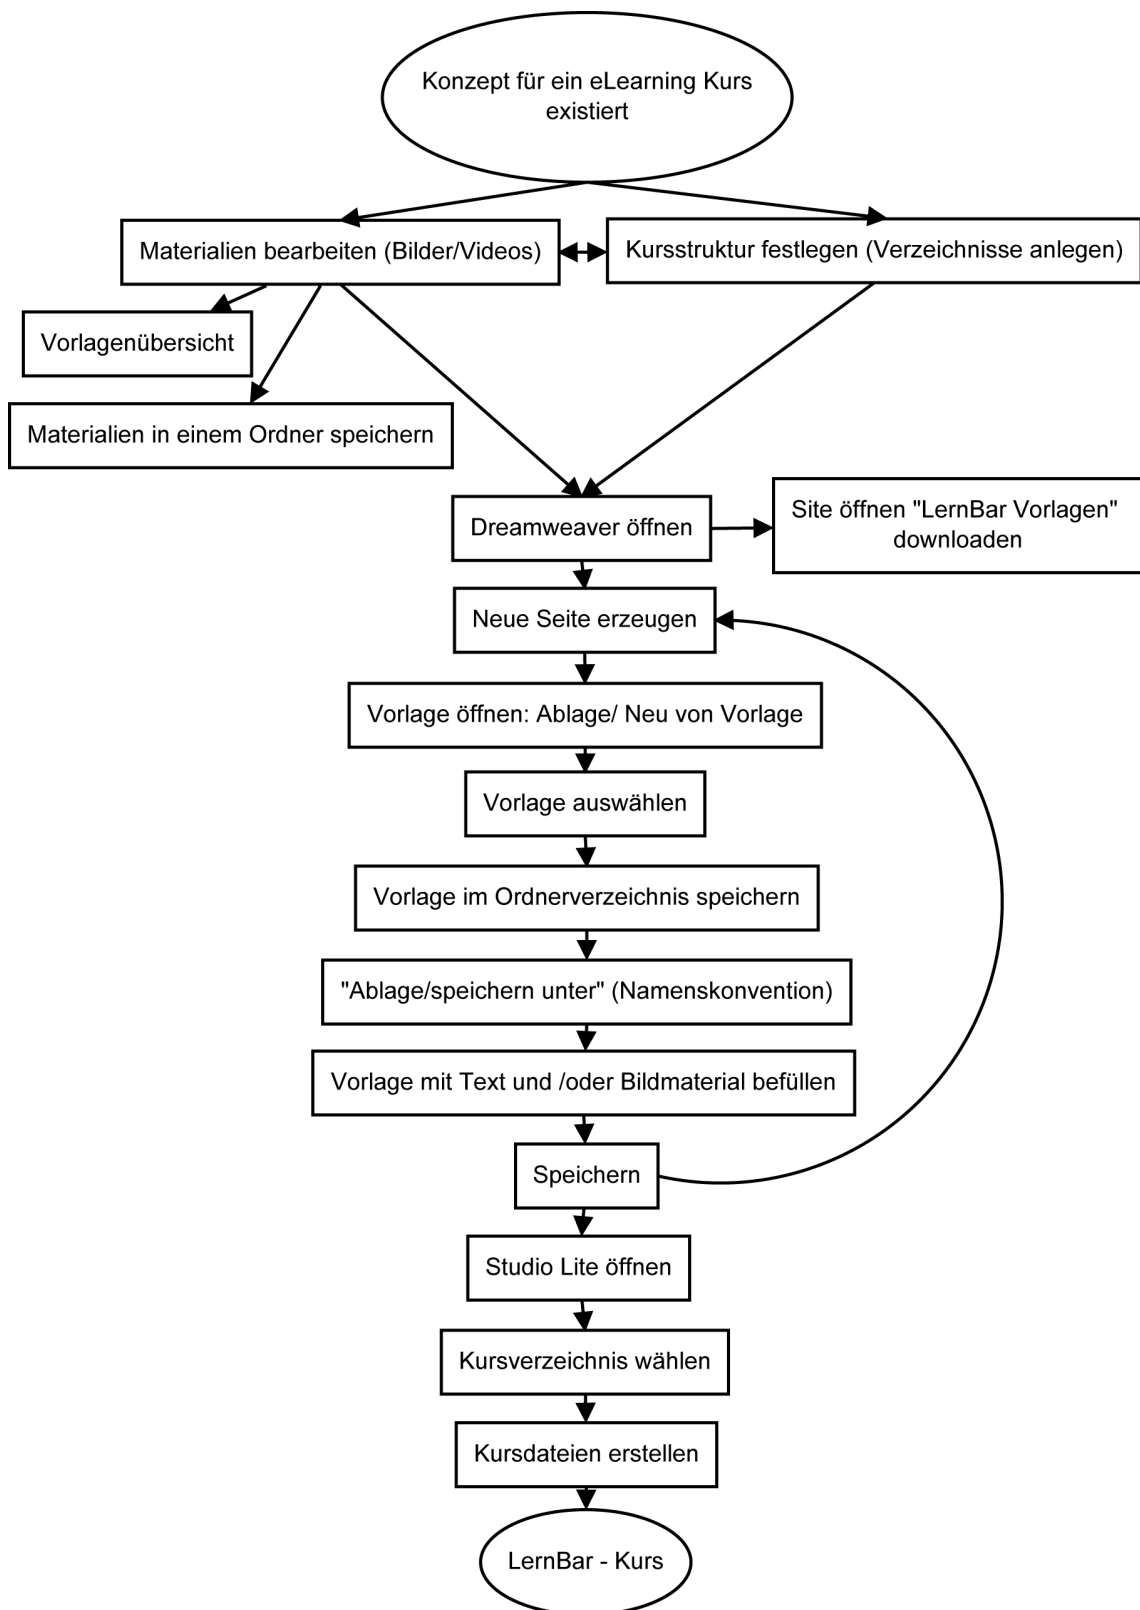 Konzept für ein eLearning Kurs
existiert
Materialien bearbeiten (Bilder/Videos)
Kursstruktur festlegen (Verzeichnisse anlegen)
Vorlagenübersicht
Materialien in einem Ordner speichern
Site öffnen "LernBar Vorlagen"
downloaden
Dreamweaver öffnen
Neue Seite erzeugen
Vorlage öffnen: Ablage/ Neu von Vorlage
Vorlage auswählen
Vorlage im Ordnerverzeichnis speichern
"Ablage/speichern unter" (Namenskonvention)
Vorlage mit Text und /oder Bildmaterial befüllen
Speichern
Studio Lite öffnen
Kursverzeichnis wählen
Kursdateien erstellen
LernBar - Kurs